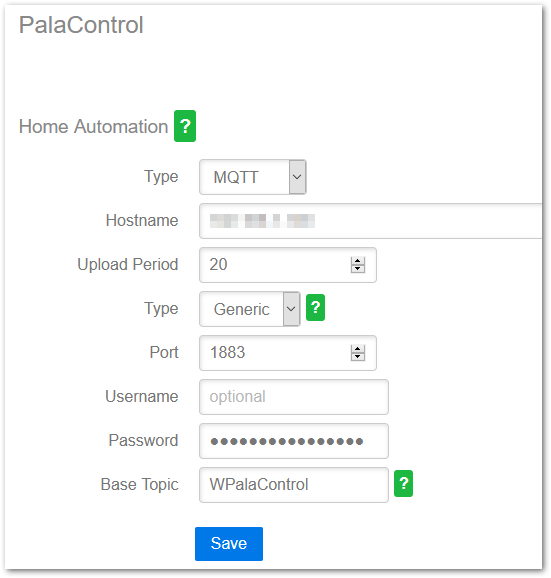 PalaControl
Home Automation ?
Type MQTT
Hostname
Upload Period 20
Type Generic ?
Port 1883
Username optional
Password ●●●●●●●●●●●●●●●●
Base Topic WPalaControl ?
Save